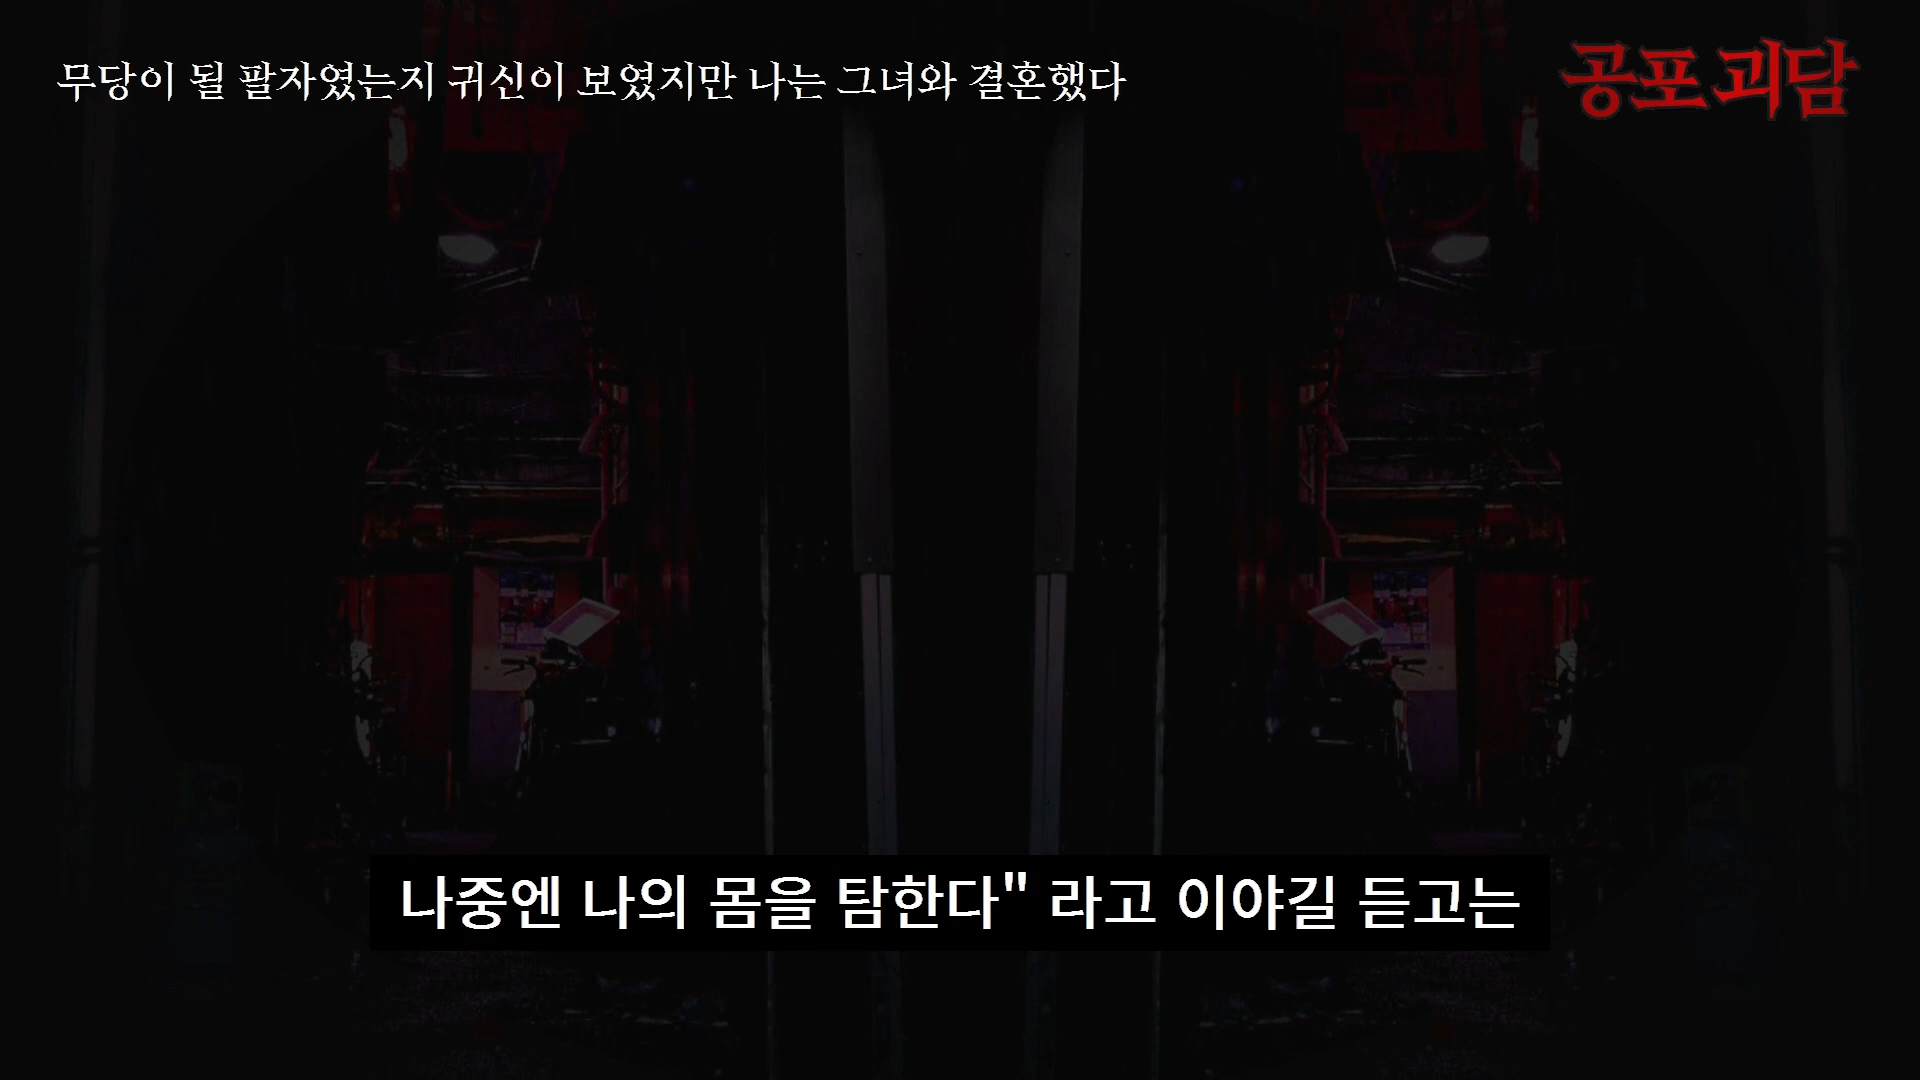 무당이 될 팔자였는지 귀신이 보였지만 나는 그녀와 결혼했다
공포 괴담
나중엔 나의 몸을 탐한다" 라고 이야길 듣고는